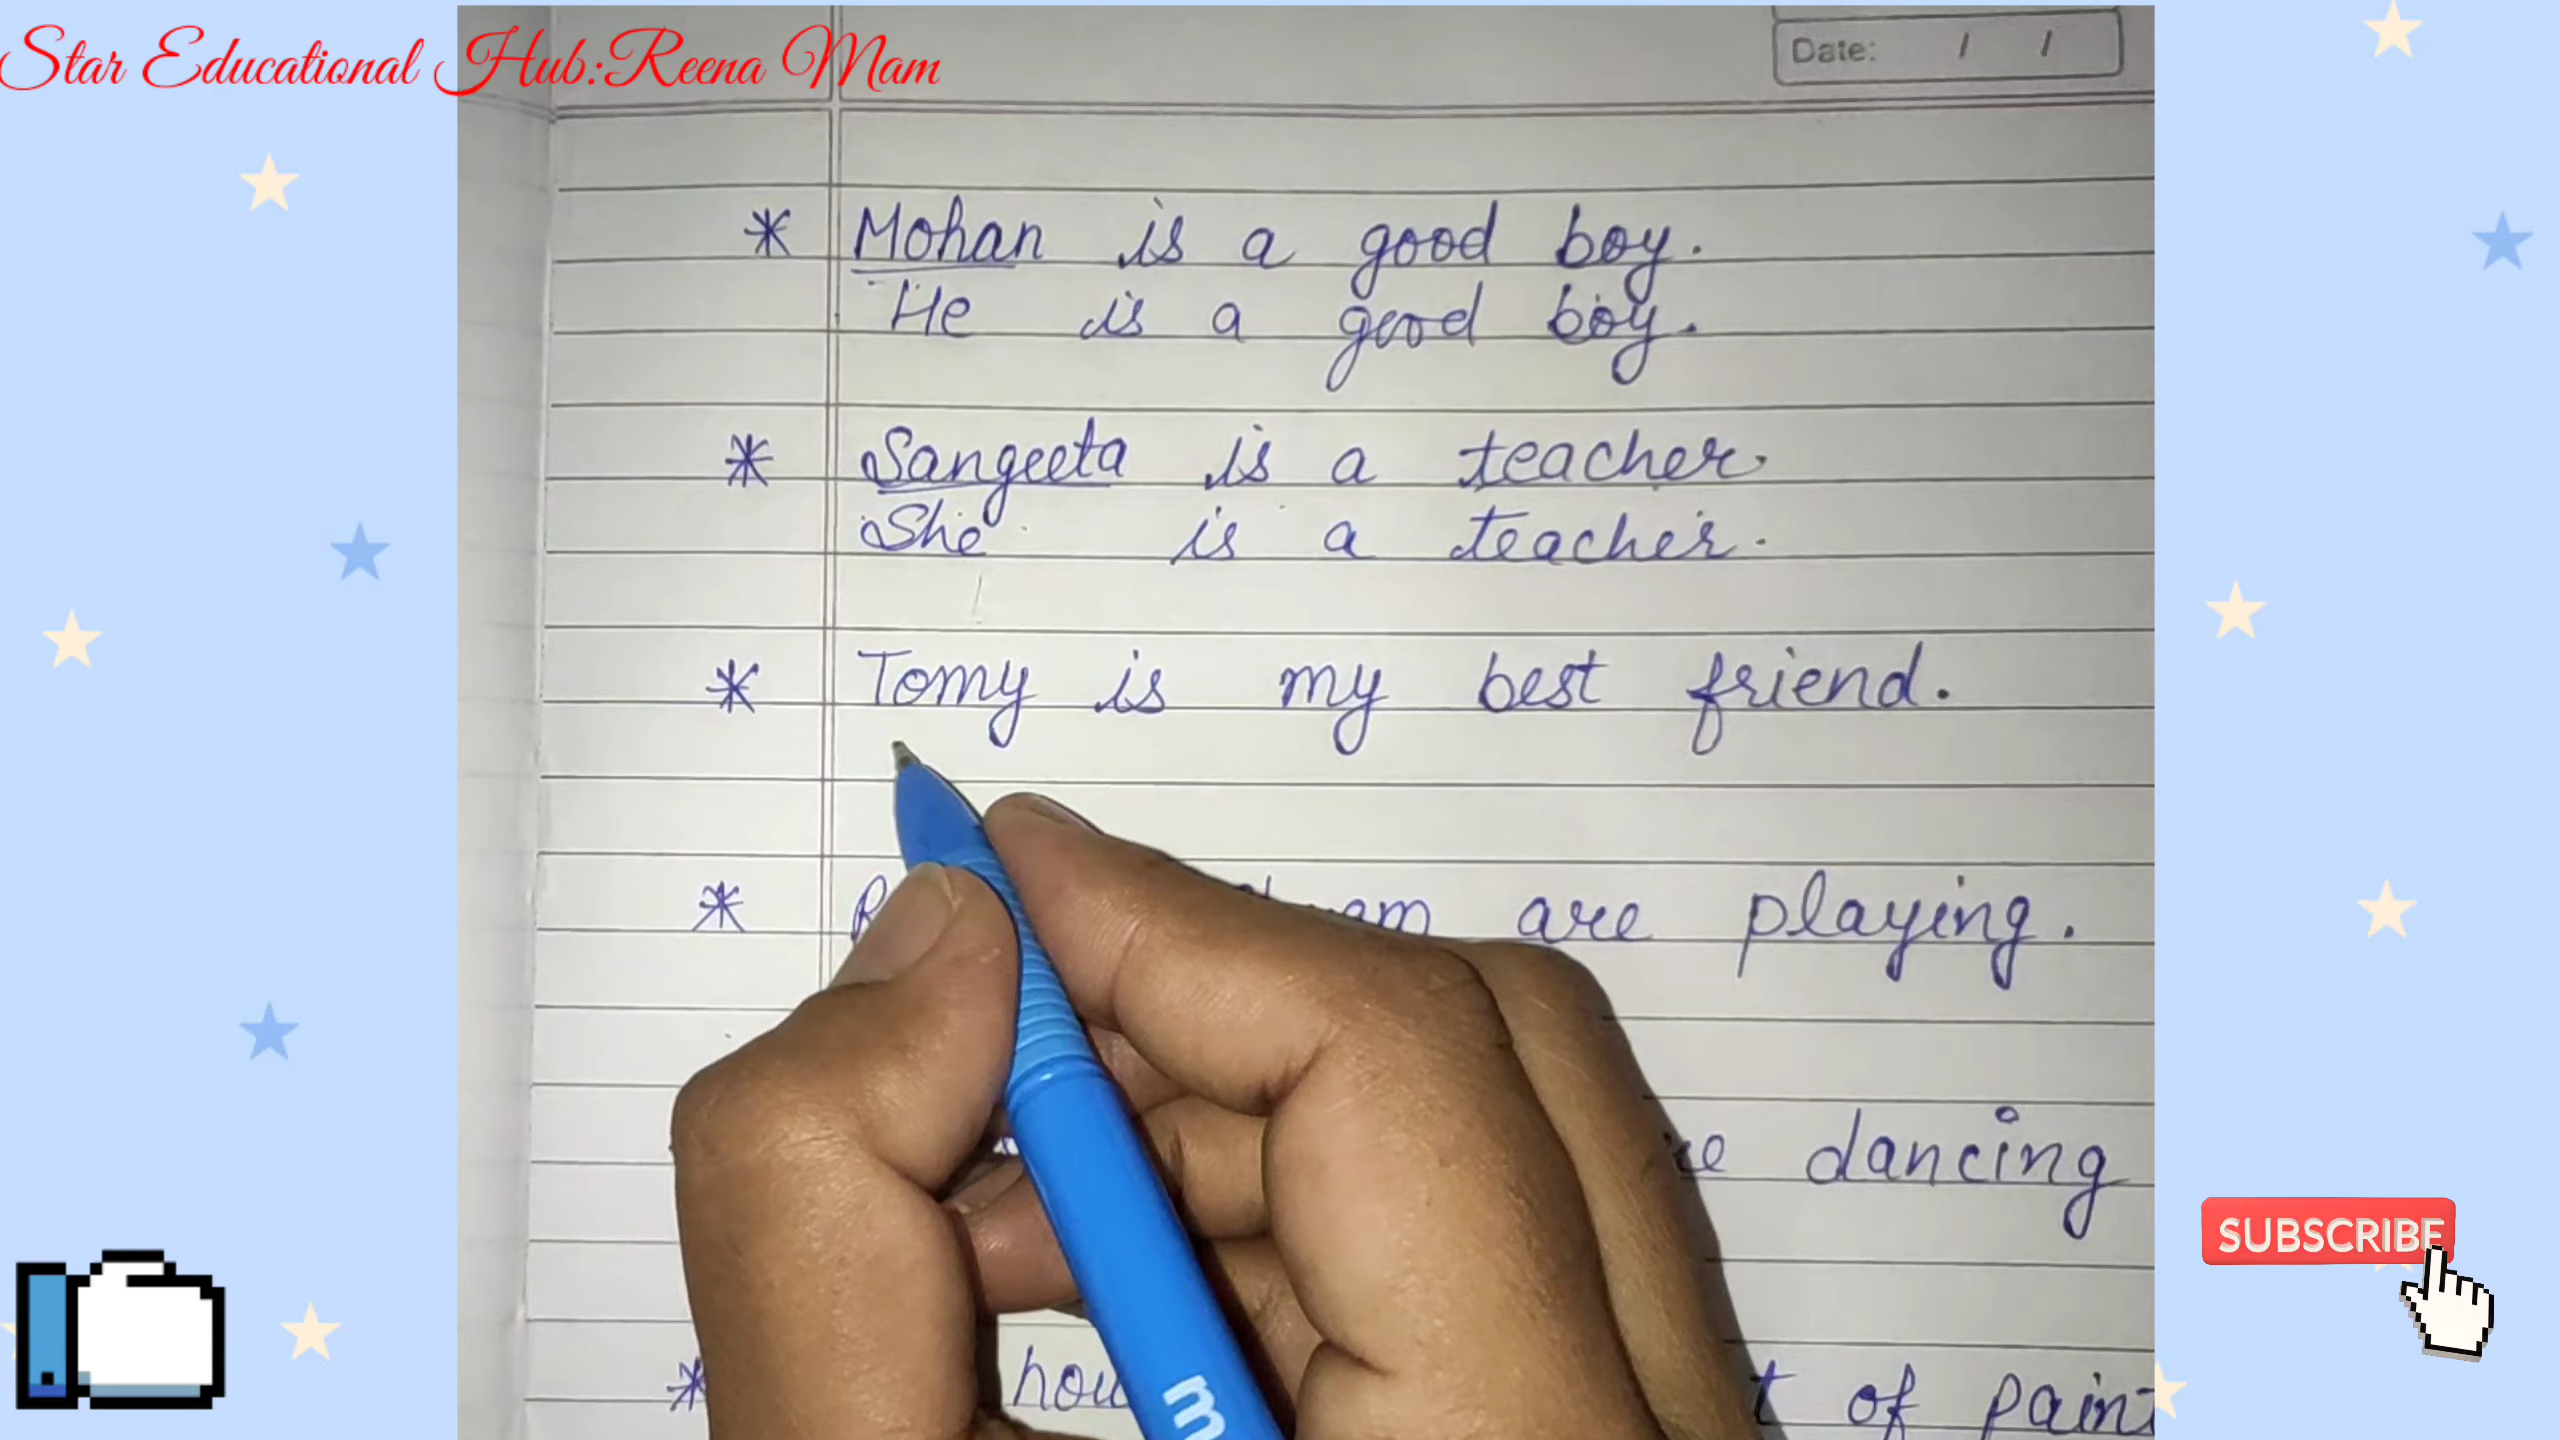 Star Educational Hub:Reena Mam
Date: / /
* Mohan is a good boy.
He is a good boy.
* Sangeeta is a teacher.
She is a teacher.
* Tomy is my best friend.
* are playing.
dancing
* of paint
m
SUBSCRIBE